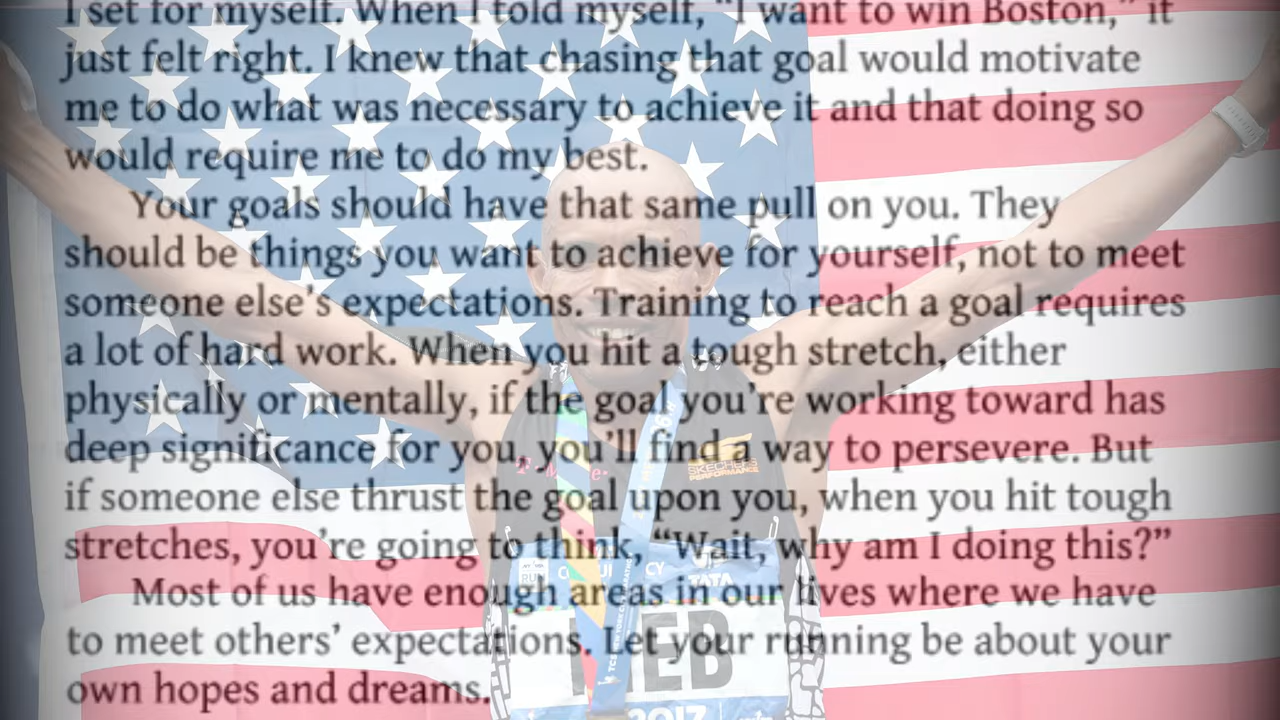 I set for myself. When I told myself, “I want to win Boston,” it
just felt right. I knew that chasing that goal would motivate
me to do what was necessary to achieve it and that doing so
would require me to do my best.
Your goals should have that same pull on you. They
should be things you want to achieve for yourself, not to meet
someone else’s expectations. Training to reach a goal requires
a lot of hard work. When you hit a tough stretch, either
physically or mentally, if the goal you’re working toward has
deep significance for you, you’ll find a way to persevere. But
if someone else thrust the goal upon you, when you hit tough
stretches, you’re going to think, “Wait, why am I doing this?”
Most of us have enough areas in our lives where we have
to meet others’ expectations. Let your running be about your
own hopes and dreams.
SKECHERS
PERFORMANCE
TATA
MEB
2017